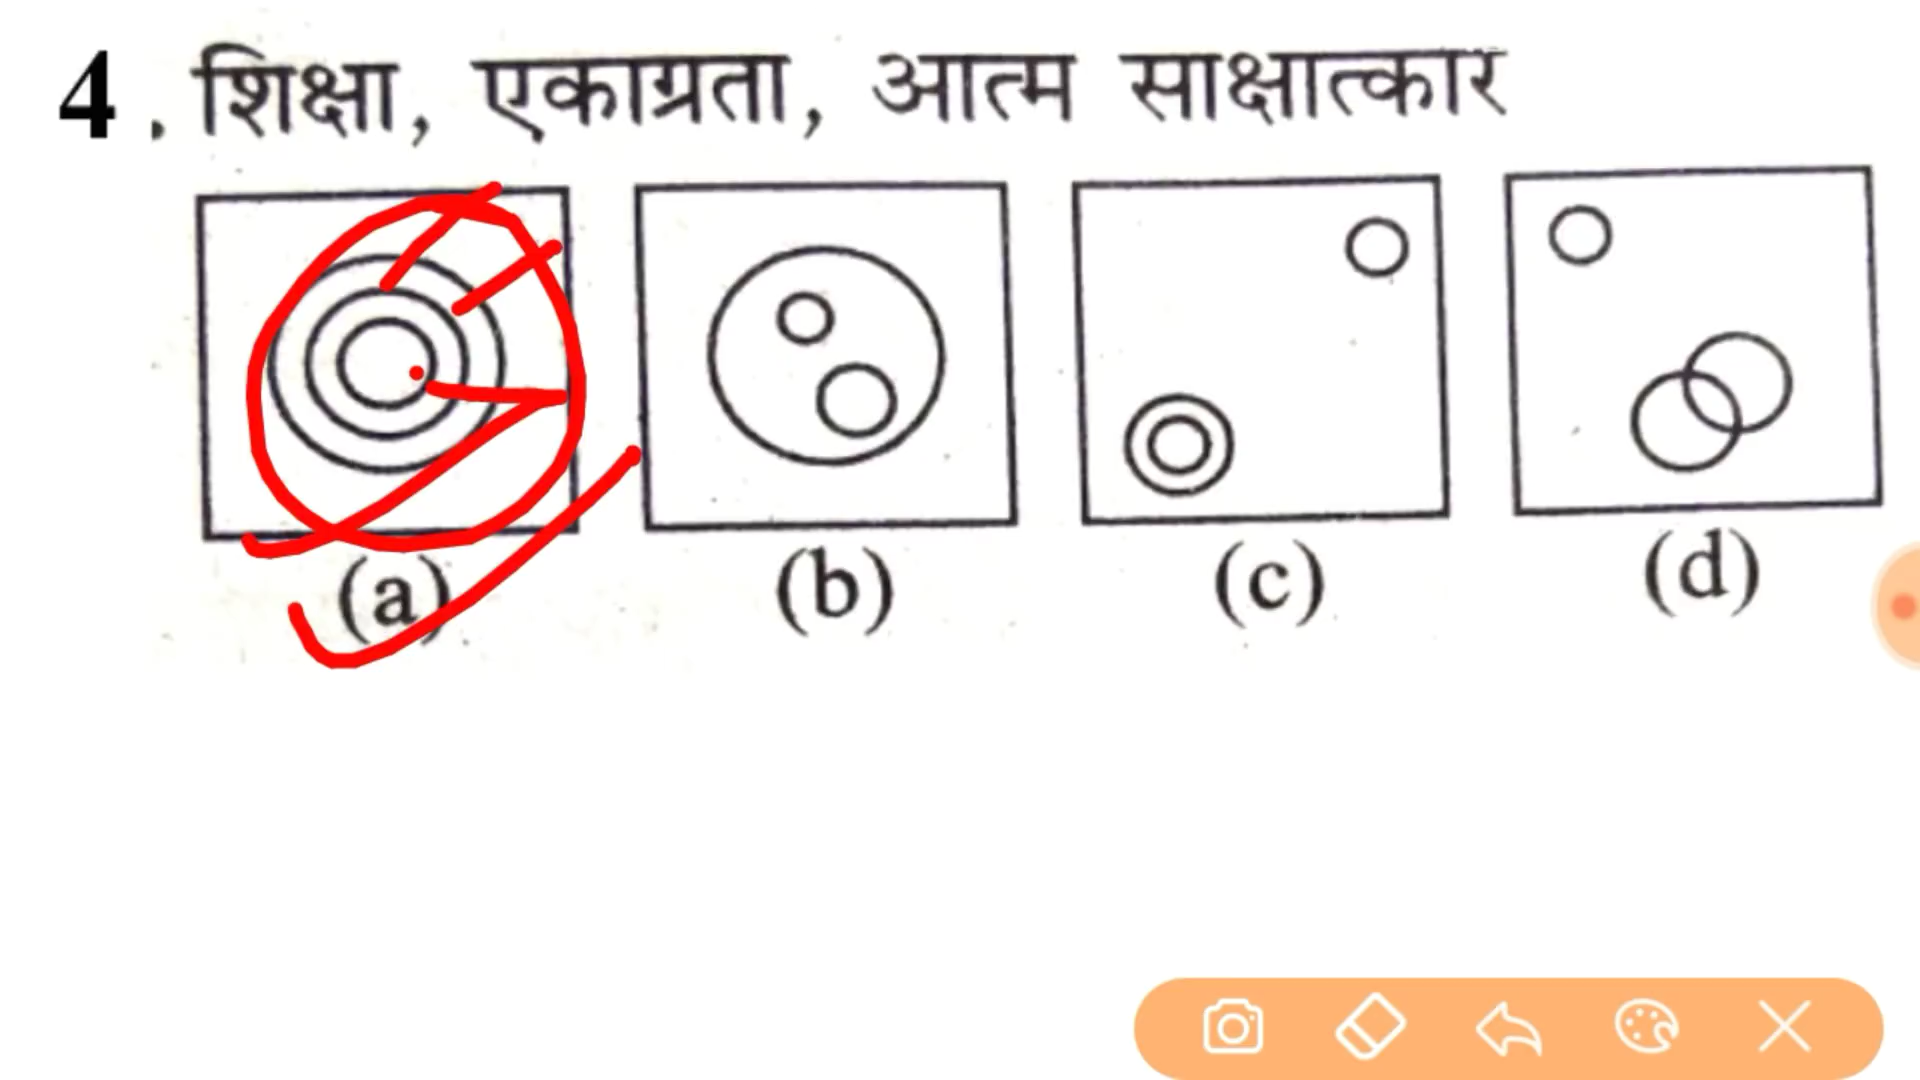 4. शिक्षा, एकाग्रता, आत्म साक्षात्कार
(a) (b) (c) (d)